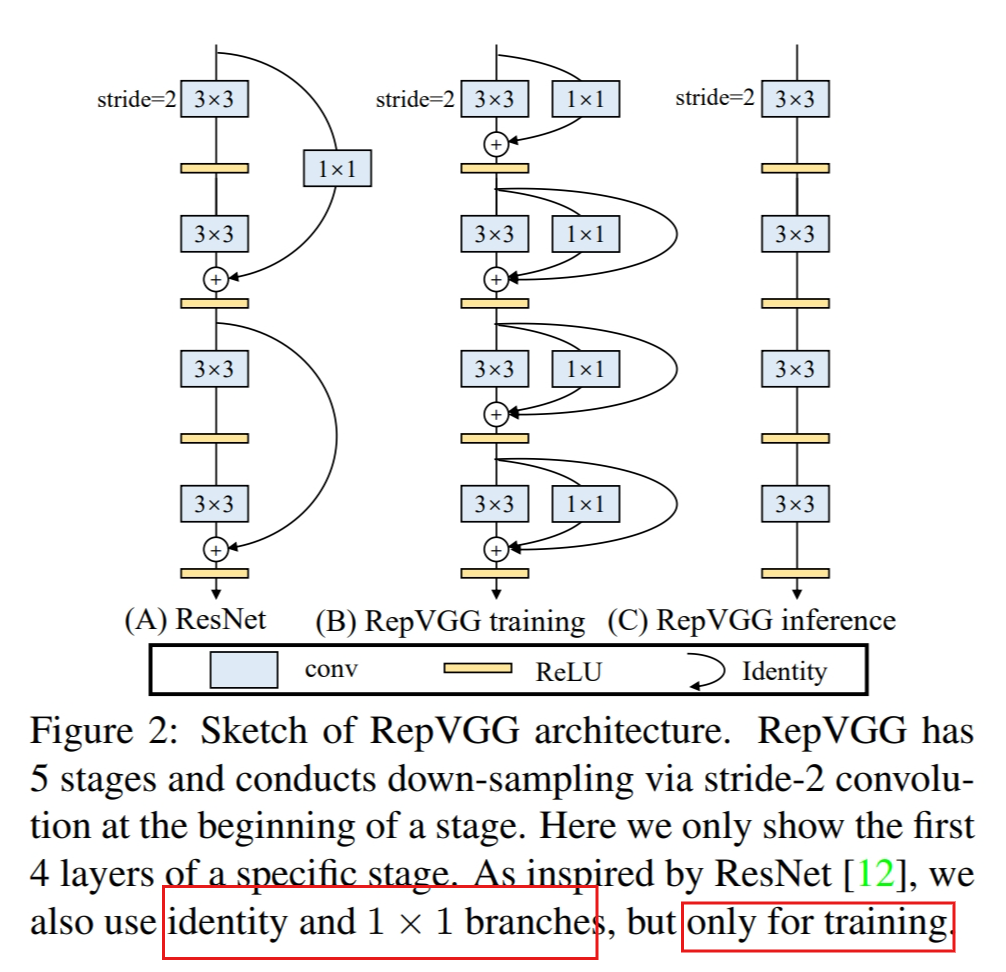 stride=2 3×3 stride=2 3×3 1×1 stride=2 3×3
+
1×1
3×3 3×3 1×1 3×3
+ +
3×3 3×3 1×1 3×3
+
3×3 3×3 1×1 3×3
+ +
(A) ResNet (B) RepVGG training (C) RepVGG inference
conv ReLU Identity
Figure 2: Sketch of RepVGG architecture. RepVGG has
5 stages and conducts down-sampling via stride-2 convolu-
tion at the beginning of a stage. Here we only show the first
4 layers of a specific stage. As inspired by ResNet [12], we
also use identity and 1 × 1 branches, but only for training.